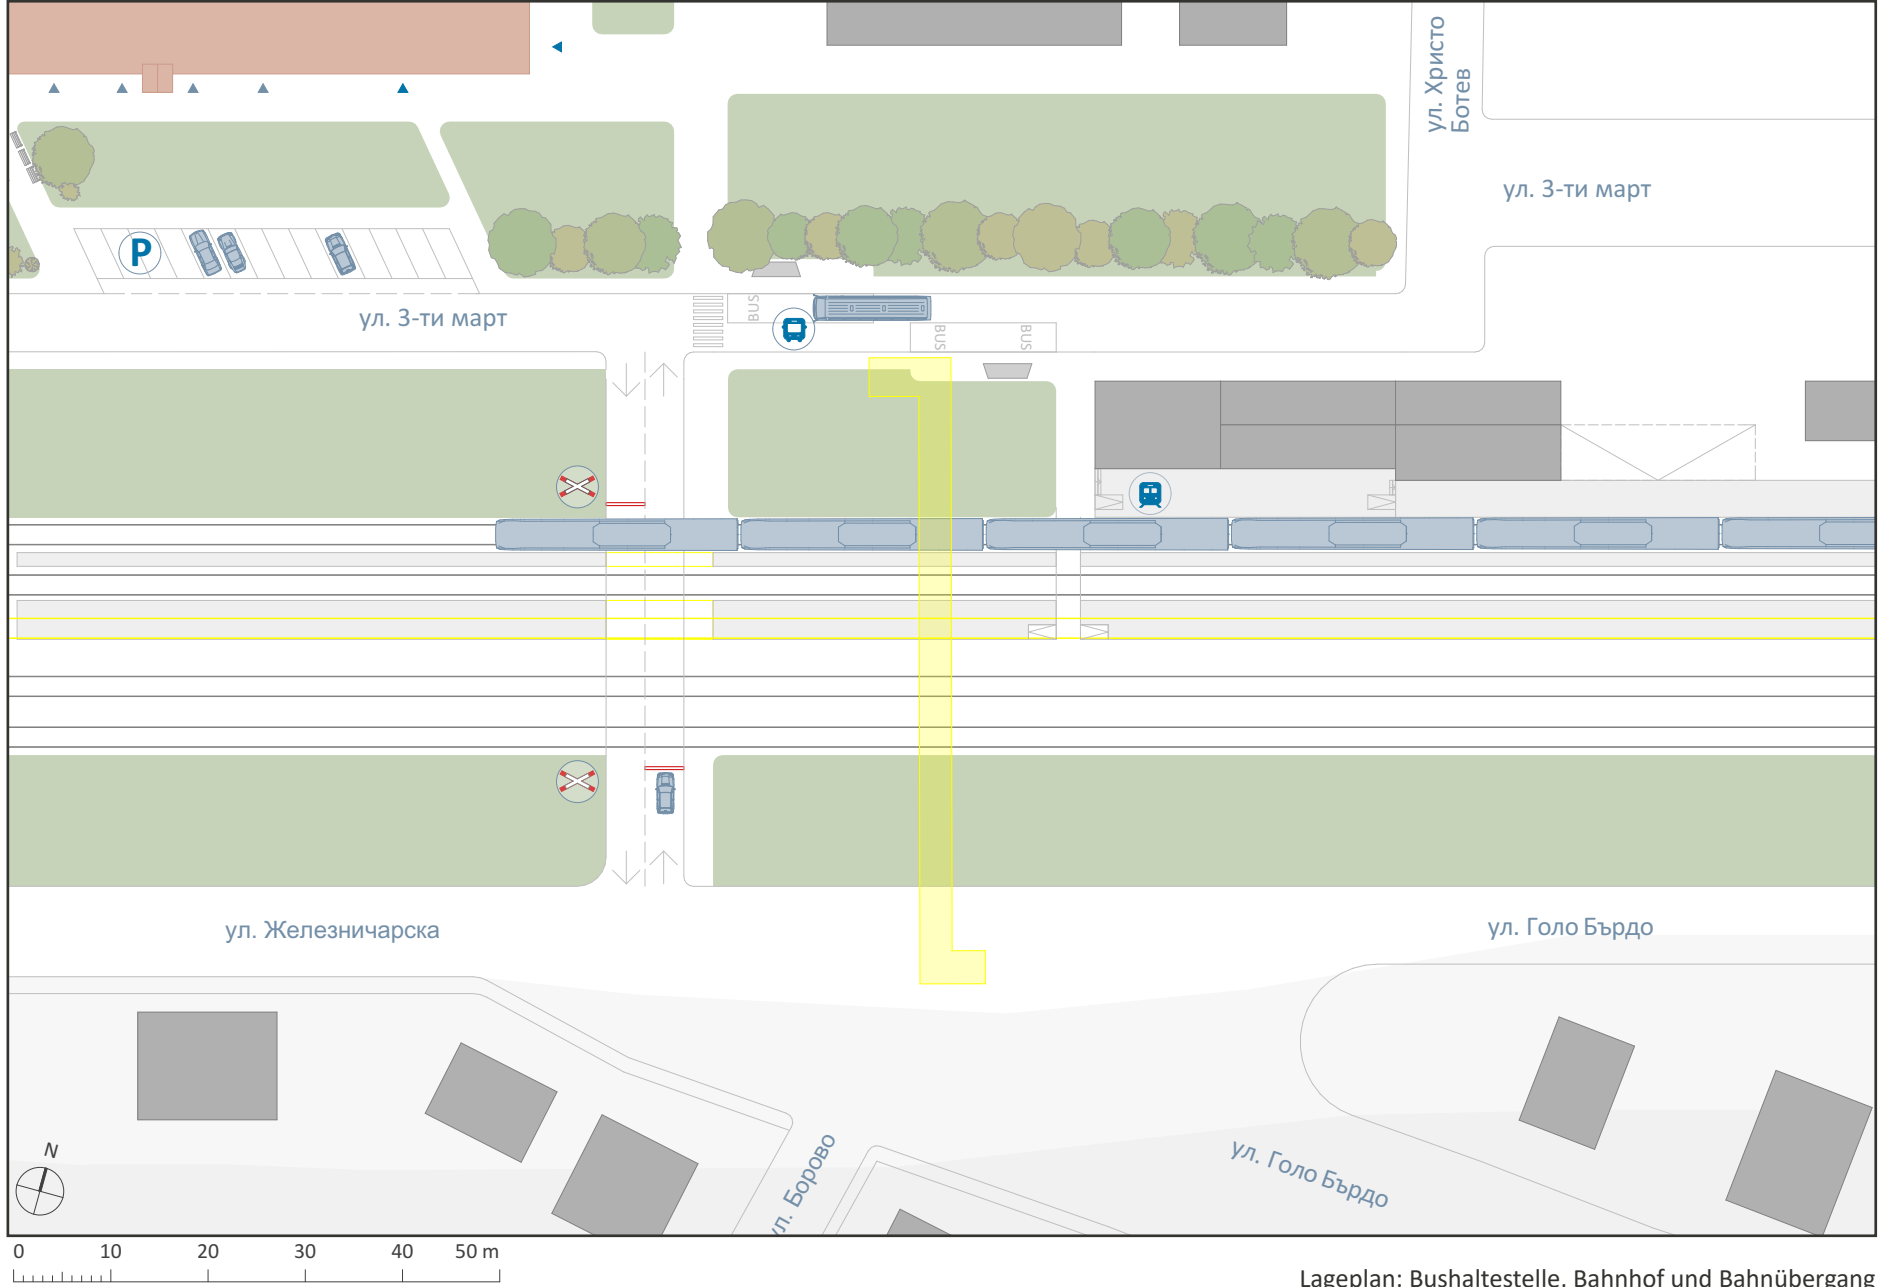 ул. Христо
Ботев
ул. 3-ти март
P
ул. 3-ти март
BUS
BUS
BUS
ул. Железничарска
ул. Голо Бърдо
ул. Борово
ул. Голо Бърдо
N
0 10 20 30 40 50 m
Lageplan: Bushaltestelle, Bahnhof und Bahnübergang